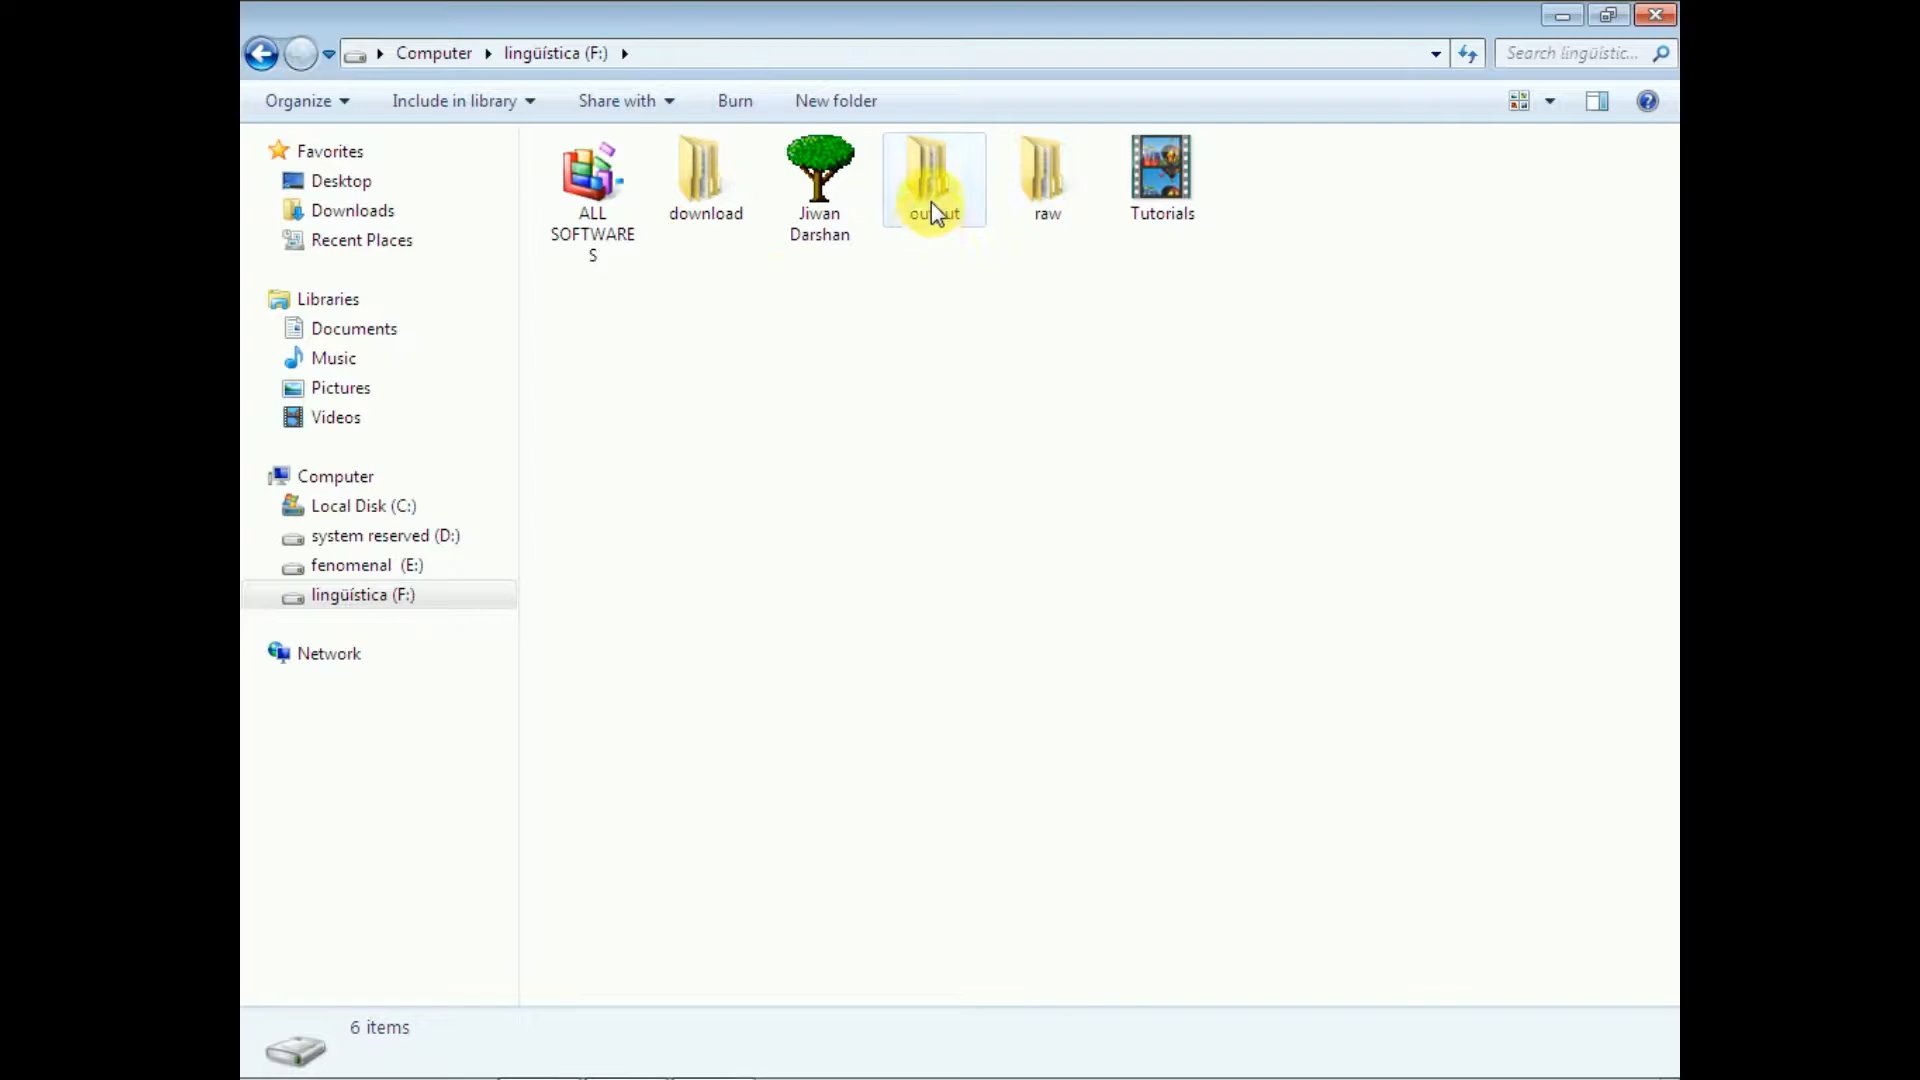 Computer lingüística (F:)
Search lingüístic...
Organize Include in library Share with Burn New folder
Favorites
Desktop
Downloads
Recent Places
Libraries
Documents
Music
Pictures
Videos
Computer
Local Disk (C:)
system reserved (D:)
fenomenal (E:)
lingüística (F:)
Network
ALL
SOFTWARE
S
download
Jiwan
Darshan
output
raw
Tutorials
6 items